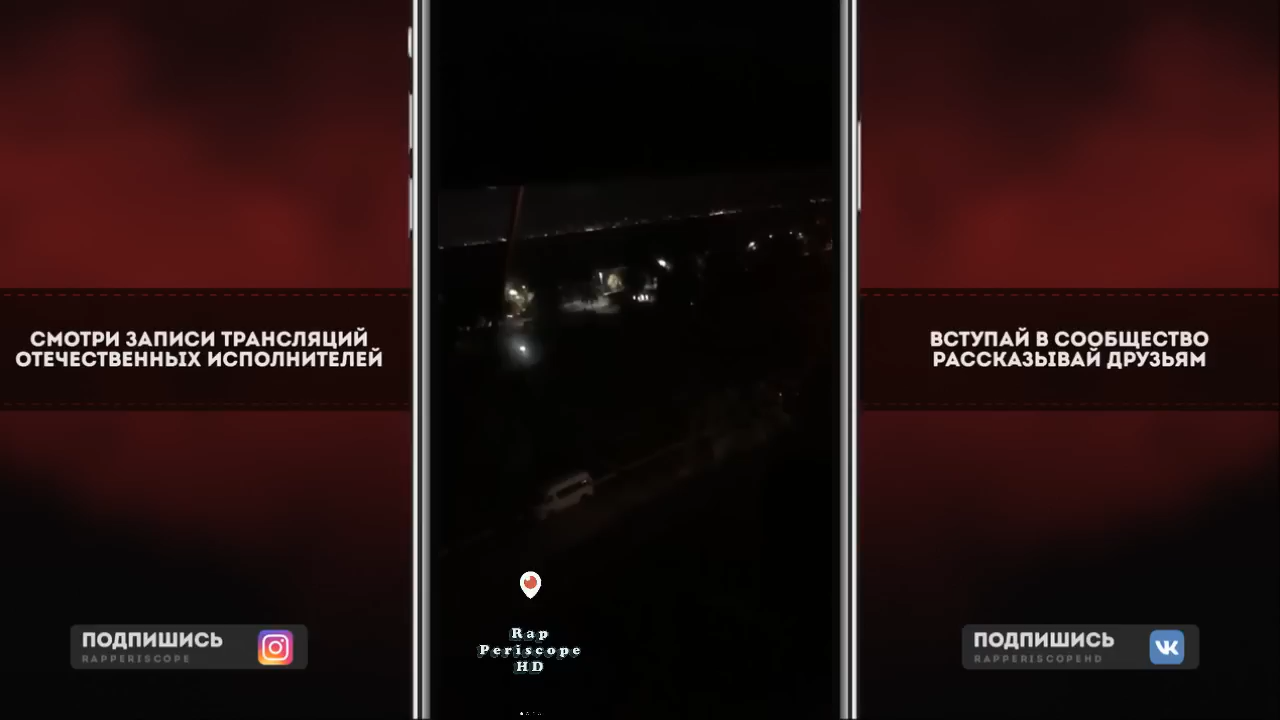 СМОТРИ ЗАПИСИ ТРАНСЛЯЦИЙ
ОТЕЧЕСТВЕННЫХ ИСПОЛНИТЕЛЕЙ
ВСТУПАЙ В СООБЩЕСТВО
РАССКАЗЫВАЙ ДРУЗЬЯМ
Rap
Periscope
HD
ПОДПИШИСЬ
RAPPERISCOPE
ПОДПИШИСЬ
RAPPERISCOPEHD